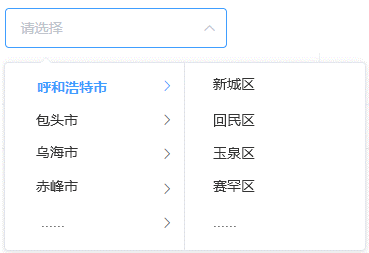 请选择
呼和浩特市
包头市
乌海市
赤峰市
......
新城区
回民区
玉泉区
赛罕区
......